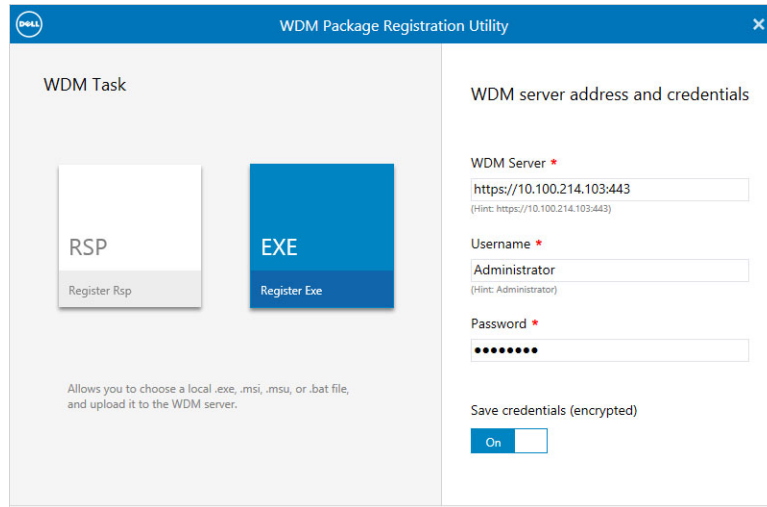 DELL
WDM Package Registration Utility
WDM Task
RSP
Register Rsp
EXE
Register Exe
Allows you to choose a local .exe, .msi, .msu, or .bat file,
and upload it to the WDM server.
WDM server address and credentials
WDM Server *
https://10.100.214.103:443
(Hint: https://10.100.214.103:443)
Username *
Administrator
(Hint: Administrator)
Password *
●●●●●●●●
Save credentials (encrypted)
On